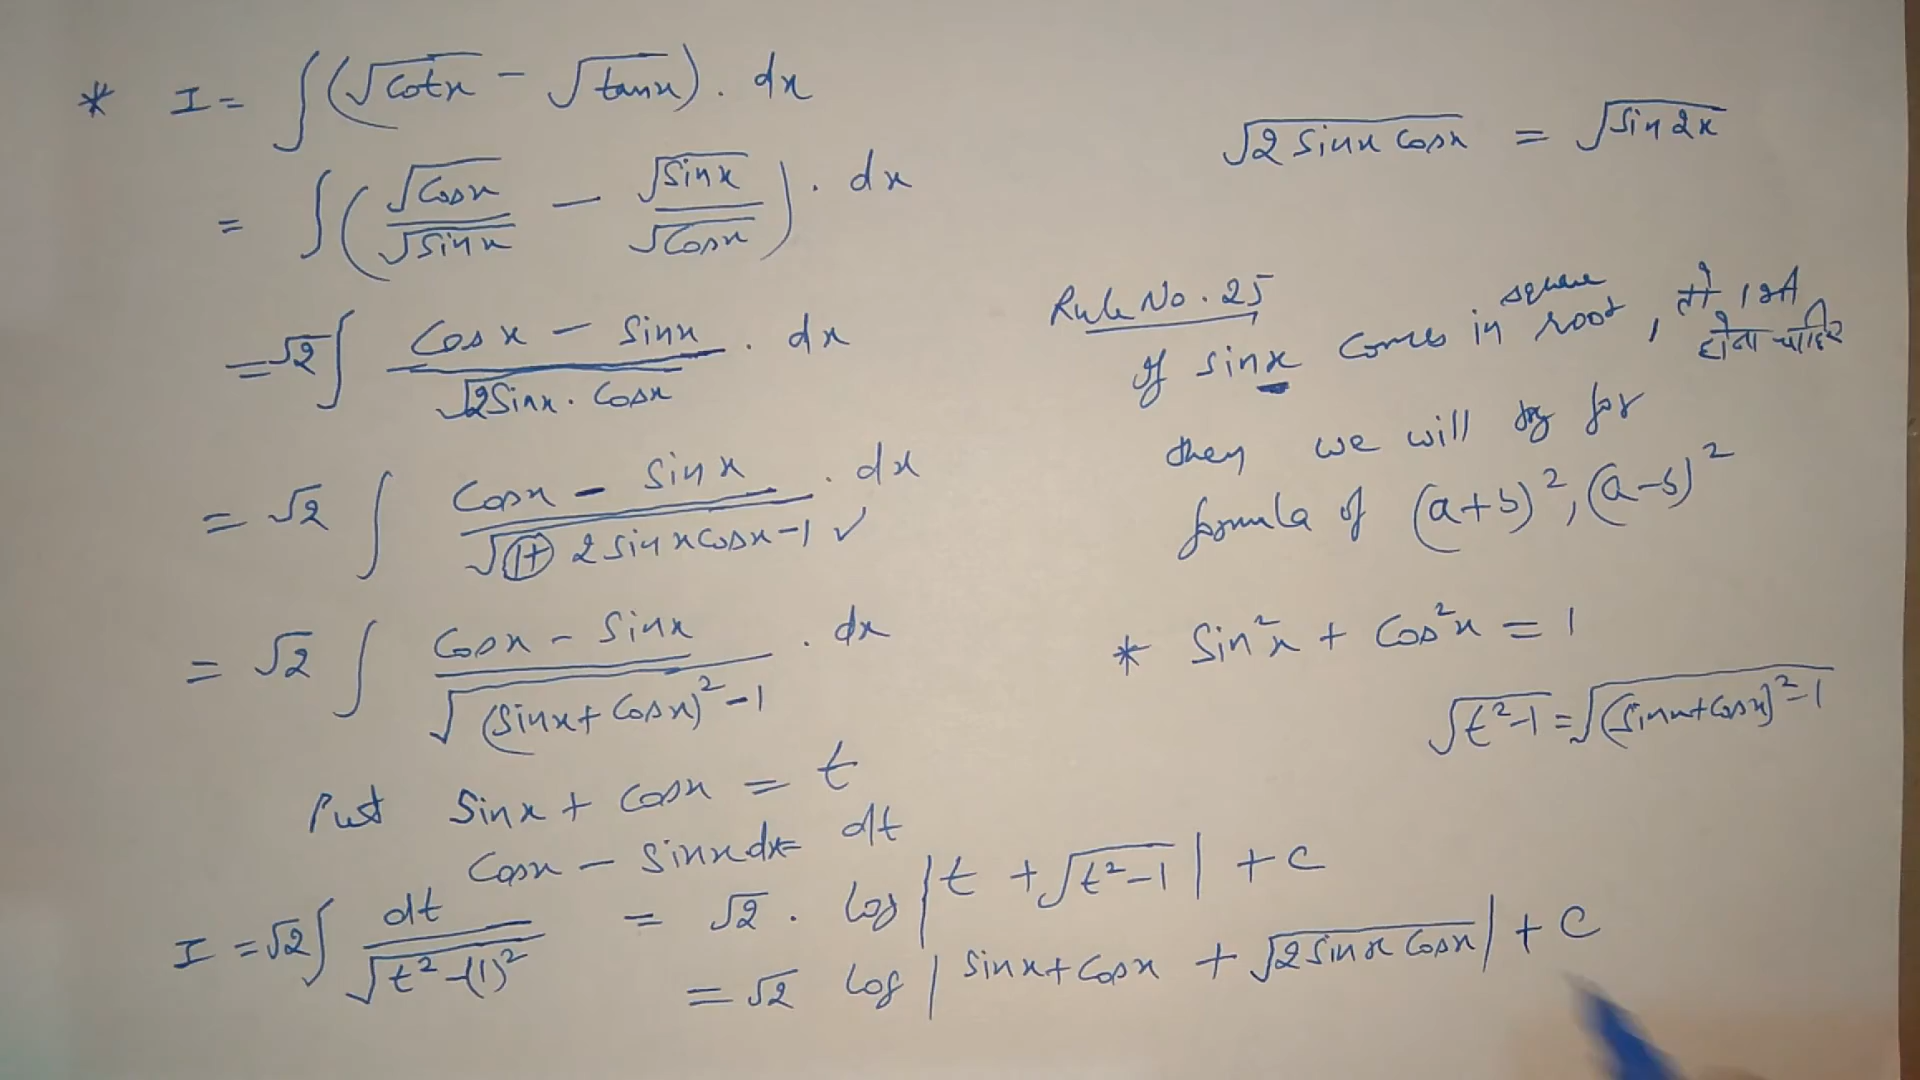 * I = ∫(√cotx - √tanx). dx
= ∫(√Cosx/√Sinx - √Sinx/√Cosx). dx
= √2 ∫ Cosx - Sinx/√2Sinx. Cosx . dx
= √2 ∫ Cosx - Sinx/√1+ 2 sinxcosx-1 ✓ . dx
= √2 ∫ Cosx - Sinx/√(Sinx+Cosx)²-1 . dx
Put Sinx + Cosx = t
Cosx - Sinxdx= dt
I = √2 ∫ dt/√t²-(1)² = √2 . log |t + √t²-1| + c
= √2 log | sinx+Cosx + √2 sinx Cosx| + C
√2 Sinx Cosx = √Sin2x
Rule No. 25
If sinx comes in square root, तो 1 और होना चाहिए
then we will try for
formula of (a+b)², (a-b)²
* Sin²x + Cos²x = 1
√t²-1 = √(Sinx+Cosx)²-1